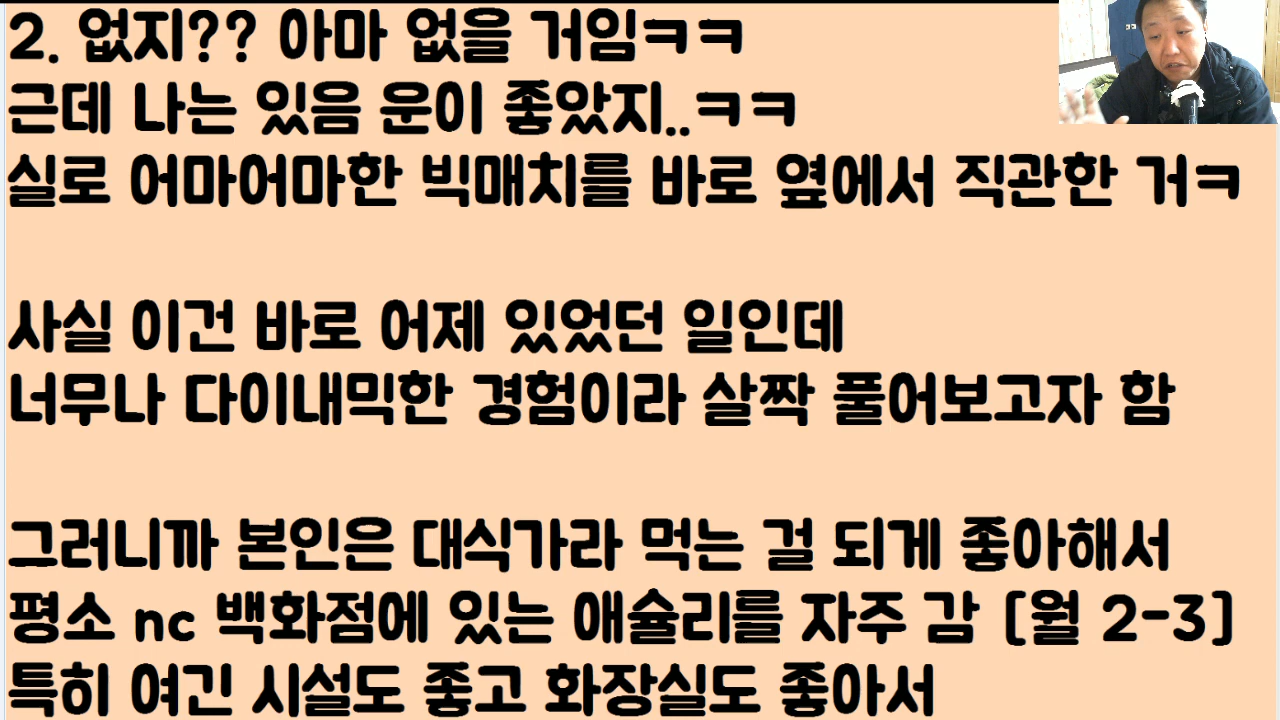 2. 없지?? 아마 없을 거임ㅋㅋ
근데 나는 있음 운이 좋았지..ㅋㅋ
실로 어마어마한 빅매치를 바로 옆에서 직관한 거ㅋ
사실 이건 바로 어제 있었던 일인데
너무나 다이내믹한 경험이라 살짝 풀어보고자 함
그러니까 본인은 대식가라 먹는 걸 되게 좋아해서
평소 nc 백화점에 있는 애슐리를 자주 감 [월 2-3]
특히 여긴 시설도 좋고 화장실도 좋아서